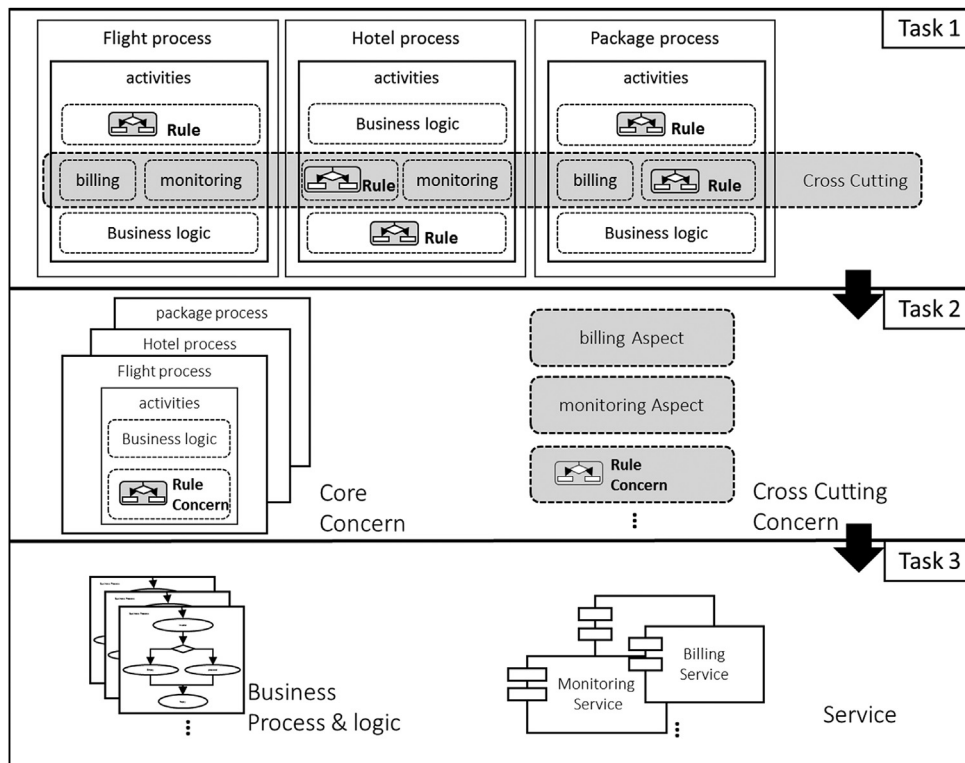 Task 1
Flight process
Hotel process
Package process
activities
activities
activities
Rule
Business logic
Rule
billing
monitoring
Rule
monitoring
billing
Rule
Cross Cutting
Business logic
Rule
Business logic
Task 2
package process
Hotel process
Flight process
activities
Business logic
Rule
Concern
Core
Concern
billing Aspect
monitoring Aspect
Rule
Concern
Cross Cutting
Concern
Task 3
Business
Process & logic
Billing
Service
Monitoring
Service
Service